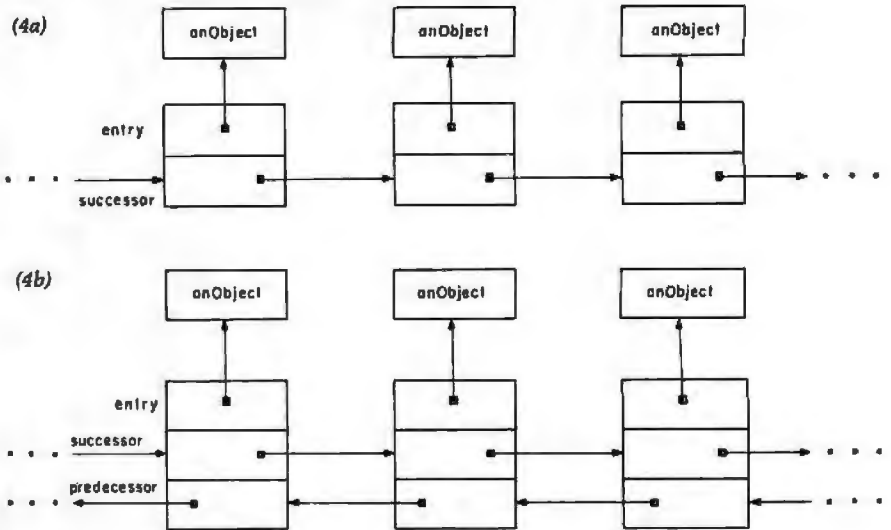 (4a)
anObject anObject anObject
entry
• • • • • •
successor
(4b)
anObject anObject anObject
entry
successor
• • • • • •
predecessor
• • • • • •